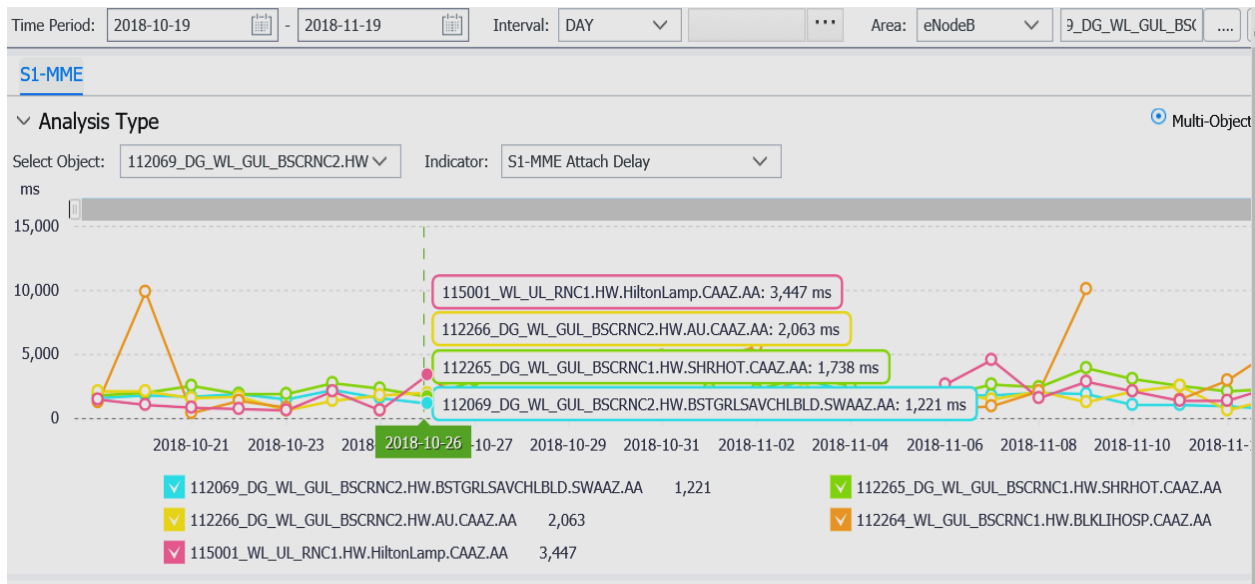 Time Period: 2018-10-19 - 2018-11-19 Interval: DAY ... Area: eNodeB 9_DG_WL_GUL_BSC ....
S1-MME
Analysis Type Multi-Object
Select Object: 112069_DG_WL_GUL_BSCRNC2.HW Indicator: S1-MME Attach Delay
ms
15,000
10,000
5,000
0
115001_WL_UL_RNC1.HW.HiltonLamp.CAAZ.AA: 3,447 ms
112266_DG_WL_GUL_BSCRNC2.HW.AU.CAAZ.AA: 2,063 ms
112265_DG_WL_GUL_BSCRNC1.HW.SHRHOT.CAAZ.AA: 1,738 ms
112069_DG_WL_GUL_BSCRNC2.HW.BSTGRLSAVCHLBLD.SWAAZ.AA: 1,221 ms
2018-10-21 2018-10-23 2018- 2018-10-26 -10-27 2018-10-29 2018-10-31 2018-11-02 2018-11-04 2018-11-06 2018-11-08 2018-11-10 2018-11-
112069_DG_WL_GUL_BSCRNC2.HW.BSTGRLSAVCHLBLD.SWAAZ.AA 1,221 112265_DG_WL_GUL_BSCRNC1.HW.SHRHOT.CAAZ.AA
112266_DG_WL_GUL_BSCRNC2.HW.AU.CAAZ.AA 2,063 112264_WL_GUL_BSCRNC1.HW.BLKLIHOSP.CAAZ.AA
115001_WL_UL_RNC1.HW.HiltonLamp.CAAZ.AA 3,447